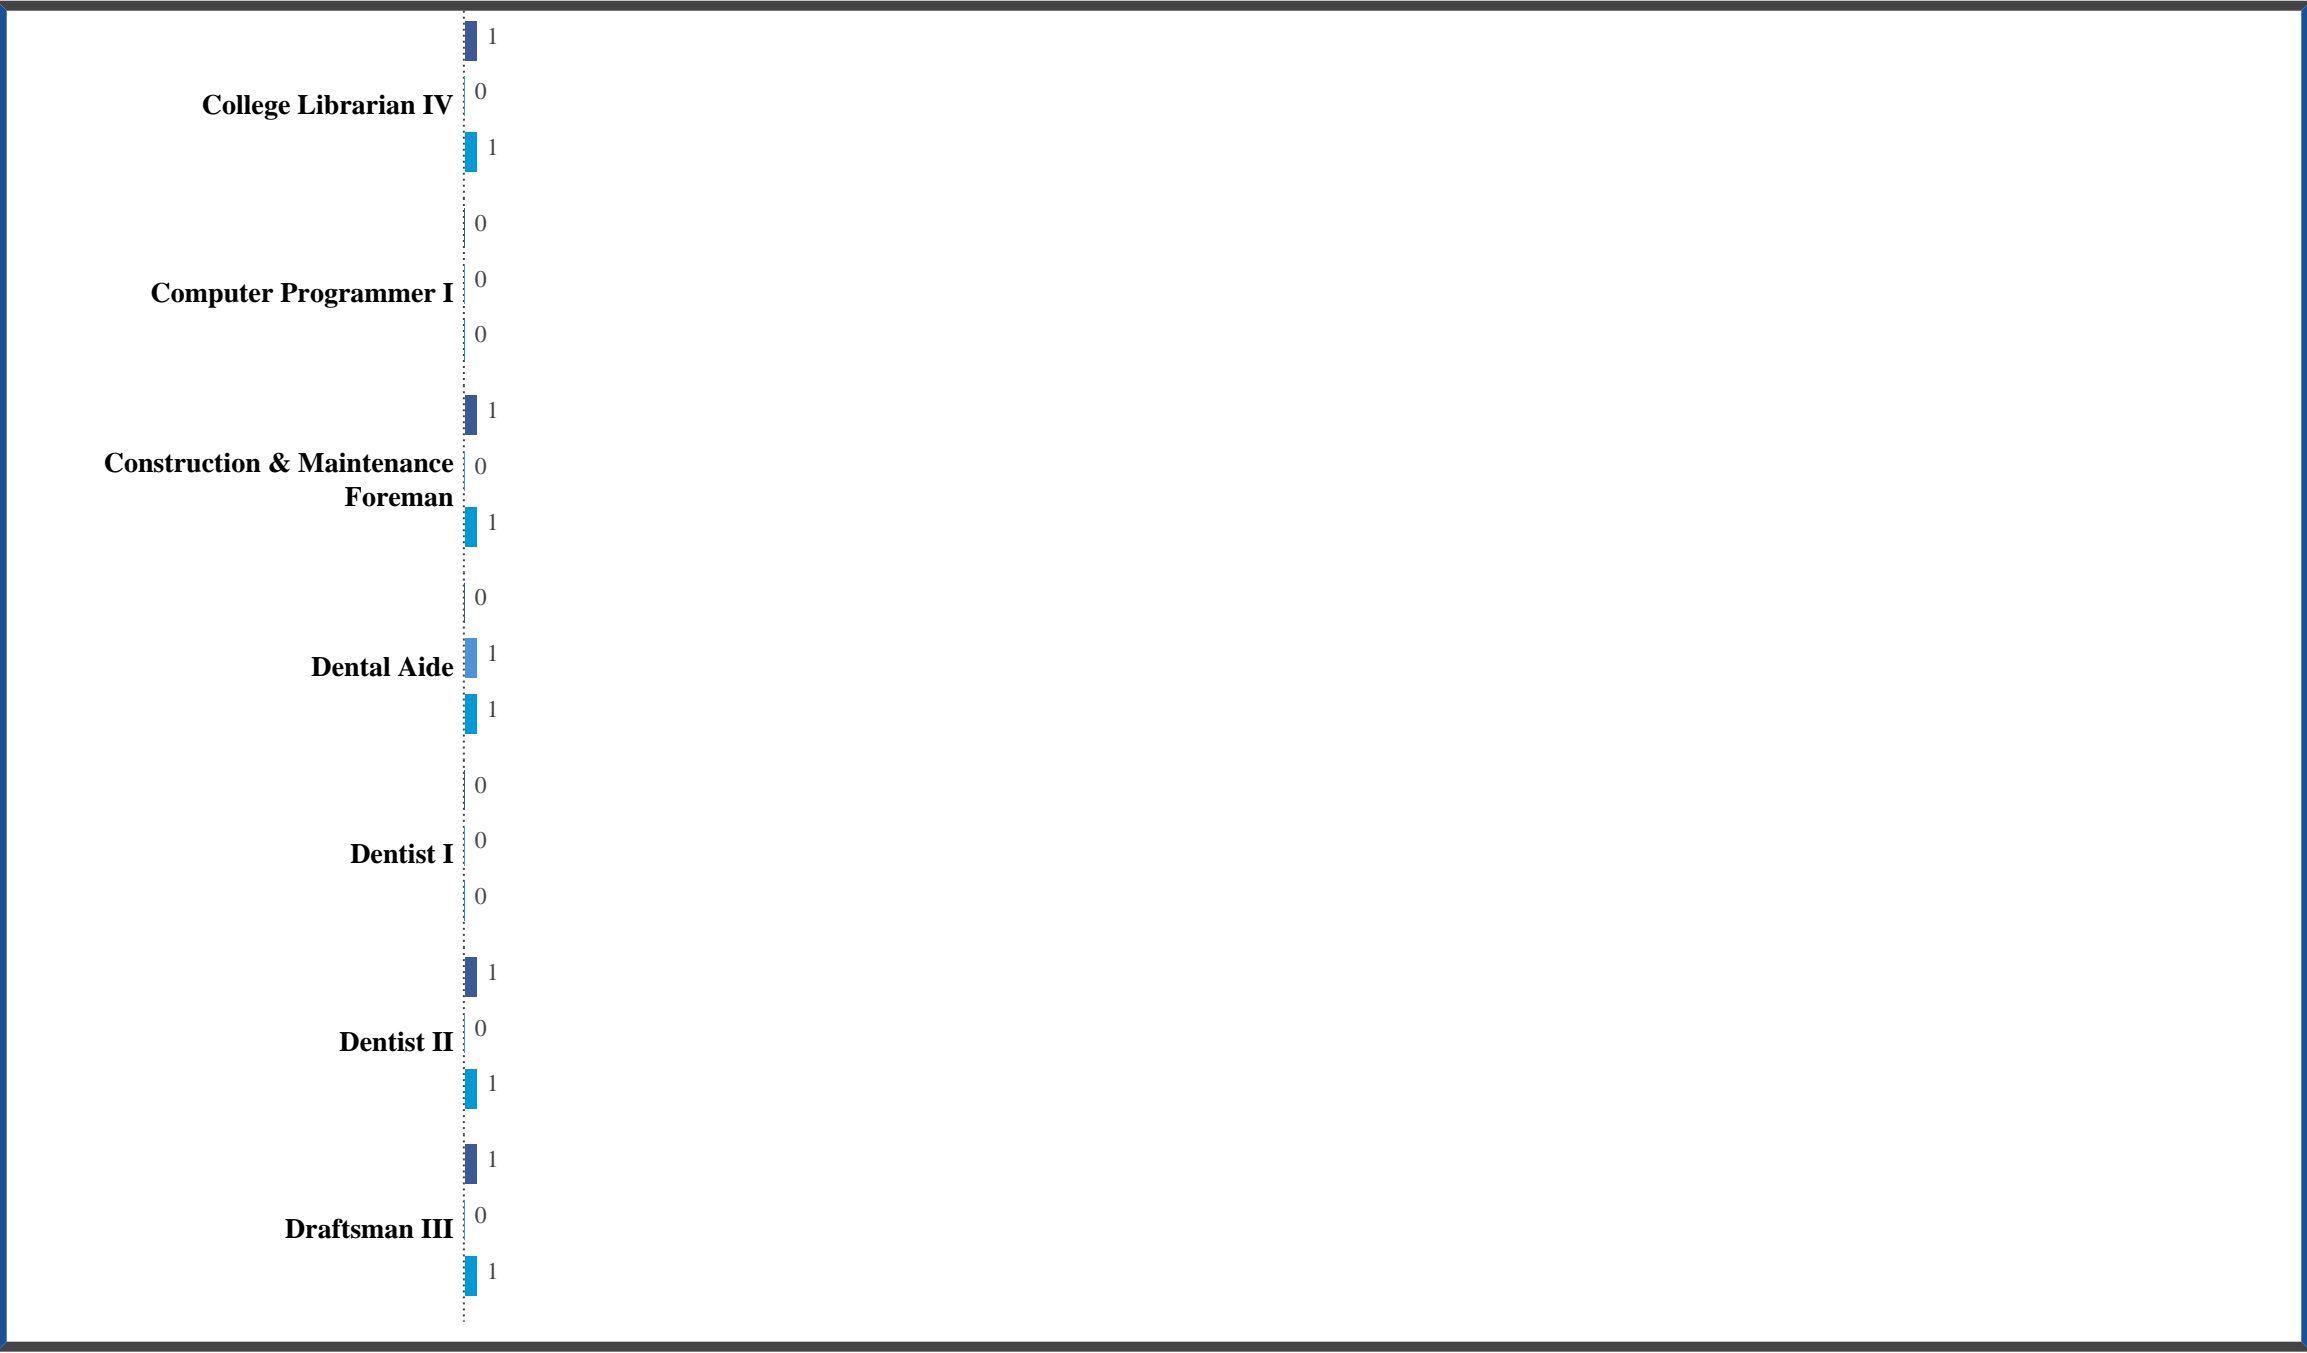 1
College Librarian IV 0
1
0
Computer Programmer I 0
0
1
Construction & Maintenance 0
Foreman
1
0
Dental Aide 1
1
0
Dentist I 0
0
1
Dentist II 0
1
1
Draftsman III 0
1